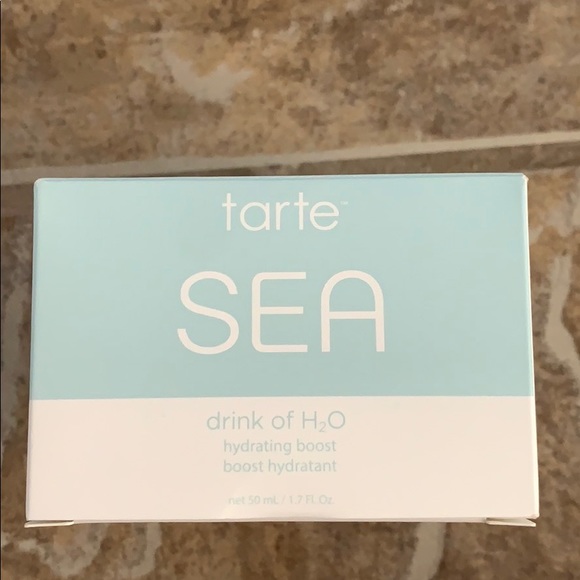 tarte™
SEA
drink of H₂O
hydrating boost
boost hydratant
net 50 mL / 1.7 Fl. Oz.